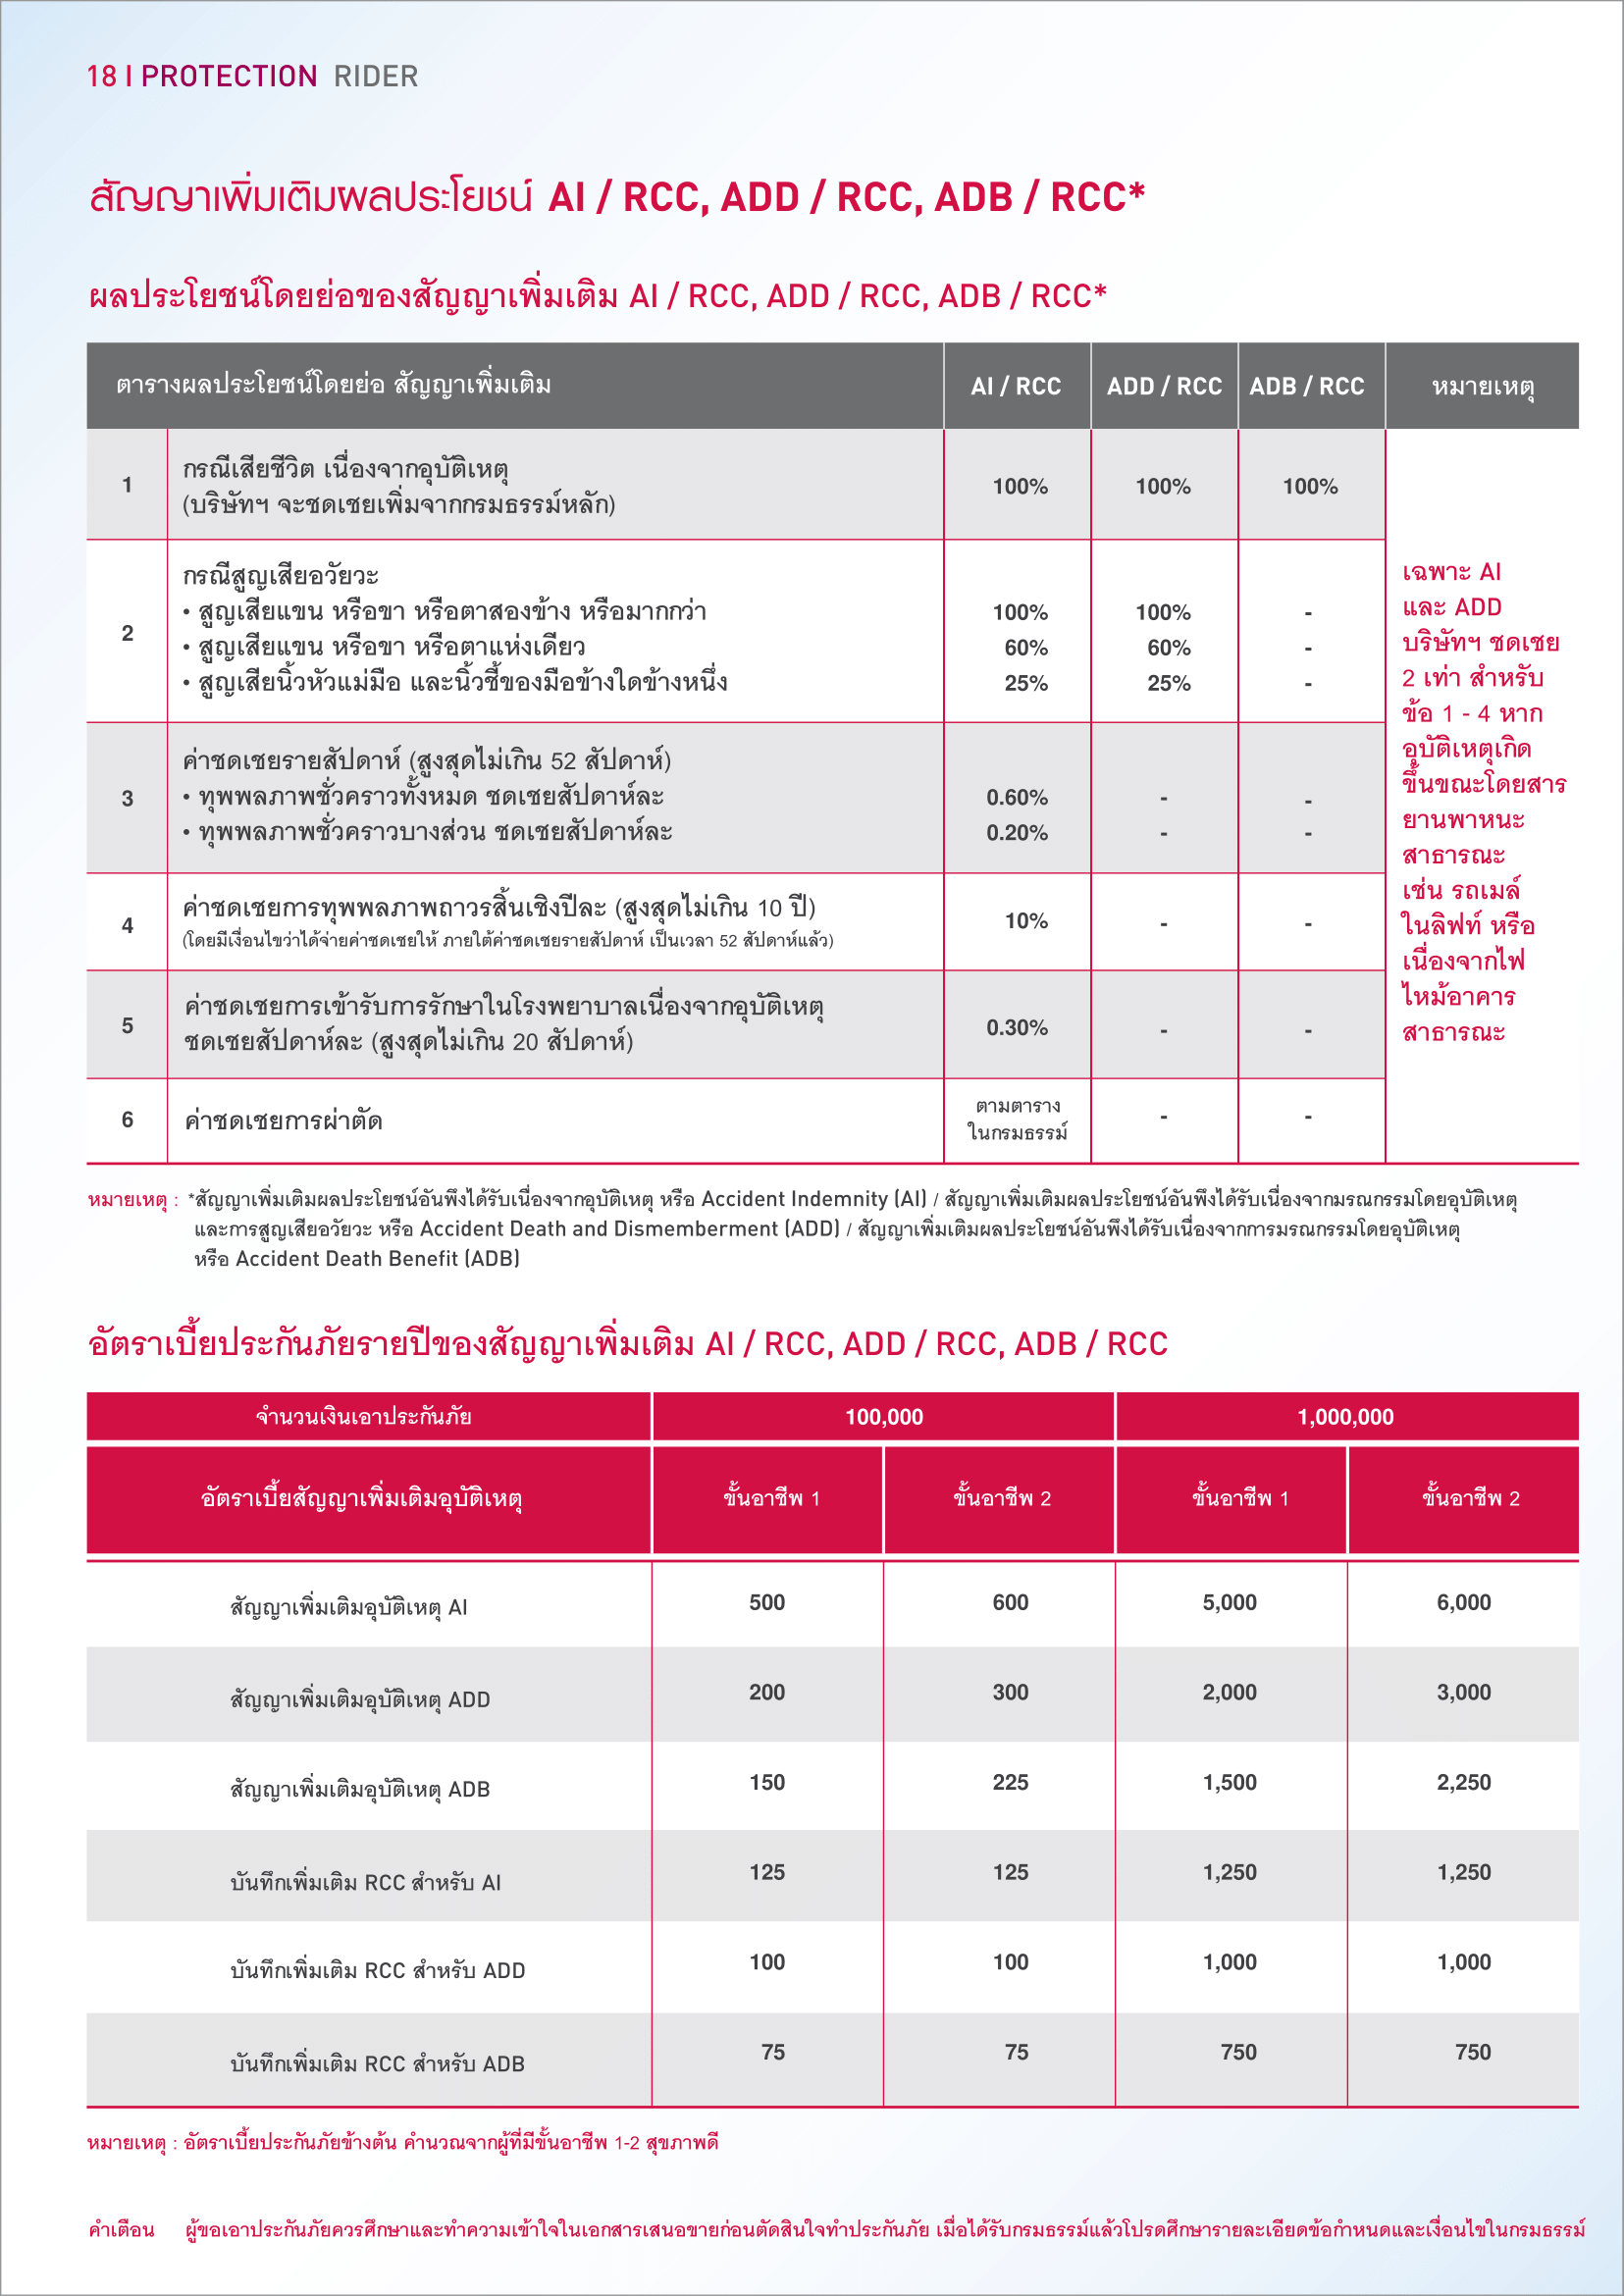 18 I PROTECTION RIDER
สัญญาเพิ่มเติมผลประโยชน์ AI / RCC, ADD / RCC, ADB / RCC*
ผลประโยชน์โดยย่อของสัญญาเพิ่มเติม AI / RCC, ADD / RCC, ADB / RCC*
ตารางผลประโยชน์โดยย่อ สัญญาเพิ่มเติม AI / RCC ADD / RCC ADB / RCC หมายเหตุ
1 กรณีเสียชีวิต เนื่องจากอุบัติเหตุ
(บริษัทฯ จะชดเชยเพิ่มจากกรมธรรม์หลัก) 100% 100% 100%
2 กรณีสูญเสียอวัยวะ
• สูญเสียแขน หรือขา หรือตาสองข้าง หรือมากกว่า 100% 100% -
• สูญเสียแขน หรือขา หรือตาแห่งเดียว 60% 60% -
• สูญเสียนิ้วหัวแม่มือ และนิ้วชี้ของมือข้างใดข้างหนึ่ง 25% 25% -
3 ค่าชดเชยรายสัปดาห์ (สูงสุดไม่เกิน 52 สัปดาห์)
• ทุพพลภาพชั่วคราวทั้งหมด ชดเชยสัปดาห์ละ 0.60% - -
• ทุพพลภาพชั่วคราวบางส่วน ชดเชยสัปดาห์ละ 0.20% - -
4 ค่าชดเชยการทุพพลภาพถาวรสิ้นเชิงปีละ (สูงสุดไม่เกิน 10 ปี) 10% - -
(โดยมีเงื่อนไขว่าได้จ่ายค่าชดเชยให้ ภายใต้ค่าชดเชยรายสัปดาห์ เป็นเวลา 52 สัปดาห์แล้ว)
5 ค่าชดเชยการเข้ารับการรักษาในโรงพยาบาลเนื่องจากอุบัติเหตุ
ชดเชยสัปดาห์ละ (สูงสุดไม่เกิน 20 สัปดาห์) 0.30% - -
6 ค่าชดเชยการผ่าตัด ตามตาราง
ในกรมธรรม์ - -
เฉพาะ AI
และ ADD
บริษัทฯ ชดเชย
2 เท่า สำหรับ
ข้อ 1 - 4 หาก
อุบัติเหตุเกิด
ขึ้นขณะโดยสาร
ยานพาหนะ
สาธารณะ
เช่น รถเมล์
ในลิฟท์ หรือ
เนื่องจากไฟ
ไหม้อาคาร
สาธารณะ
หมายเหตุ : *สัญญาเพิ่มเติมผลประโยชน์อันพึงได้รับเนื่องจากอุบัติเหตุ หรือ Accident Indemnity (AI) / สัญญาเพิ่มเติมผลประโยชน์อันพึงได้รับเนื่องจากมรณกรรมโดยอุบัติเหตุ
และการสูญเสียอวัยวะ หรือ Accident Death and Dismemberment (ADD) / สัญญาเพิ่มเติมผลประโยชน์อันพึงได้รับเนื่องจากการมรณกรรมโดยอุบัติเหตุ
หรือ Accident Death Benefit (ADB)
อัตราเบี้ยประกันภัยรายปีของสัญญาเพิ่มเติม AI / RCC, ADD / RCC, ADB / RCC
จำนวนเงินเอาประกันภัย 100,000 1,000,000
อัตราเบี้ยสัญญาเพิ่มเติมอุบัติเหตุ ขั้นอาชีพ 1 ขั้นอาชีพ 2 ขั้นอาชีพ 1 ขั้นอาชีพ 2
สัญญาเพิ่มเติมอุบัติเหตุ AI 500 600 5,000 6,000
สัญญาเพิ่มเติมอุบัติเหตุ ADD 200 300 2,000 3,000
สัญญาเพิ่มเติมอุบัติเหตุ ADB 150 225 1,500 2,250
บันทึกเพิ่มเติม RCC สำหรับ AI 125 125 1,250 1,250
บันทึกเพิ่มเติม RCC สำหรับ ADD 100 100 1,000 1,000
บันทึกเพิ่มเติม RCC สำหรับ ADB 75 75 750 750
หมายเหตุ : อัตราเบี้ยประกันภัยข้างต้น คำนวณจากผู้ที่มีขั้นอาชีพ 1-2 สุขภาพดี
คำเตือน ผู้ขอเอาประกันภัยควรศึกษาและทำความเข้าใจในเอกสารเสนอขายก่อนตัดสินใจทำประกันภัย เมื่อได้รับกรมธรรม์แล้วโปรดศึกษารายละเอียดข้อกำหนดและเงื่อนไขในกรมธรรม์